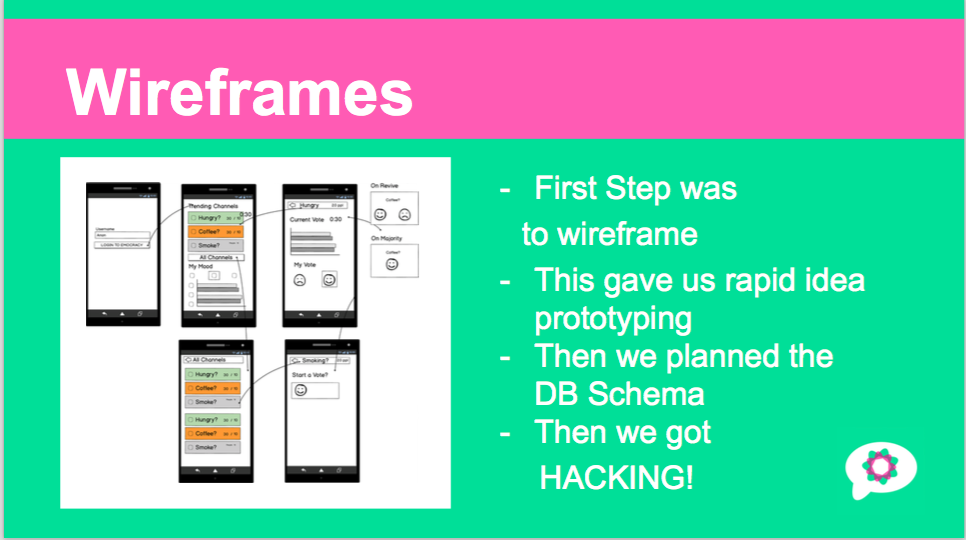 Wireframes
- First Step was
to wireframe
- This gave us rapid idea
prototyping
- Then we planned the
DB Schema
- Then we got
HACKING!
Username
LOGIN TO EMOCRACY
Trending Channels
0:30
Hungry?
Coffee?
Smoke?
All Channels
My Mood
Hungry
Current Vote 0:30
My Vote
On Revive
Coffee?
On Majority
Coffee?
All Channels
Hungry?
Coffee?
Smoke?
Hungry?
Coffee?
Smoke?
Smoking?
Start a Vote?